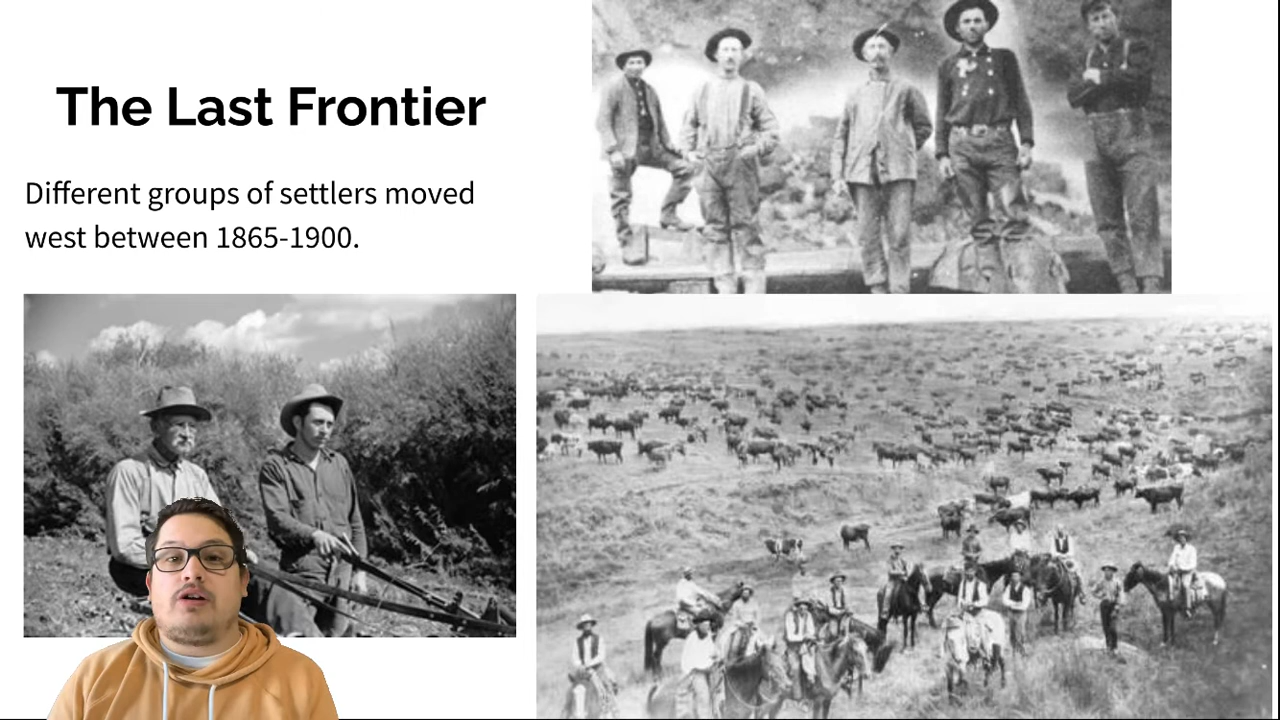 The Last Frontier
Different groups of settlers moved
west between 1865-1900.